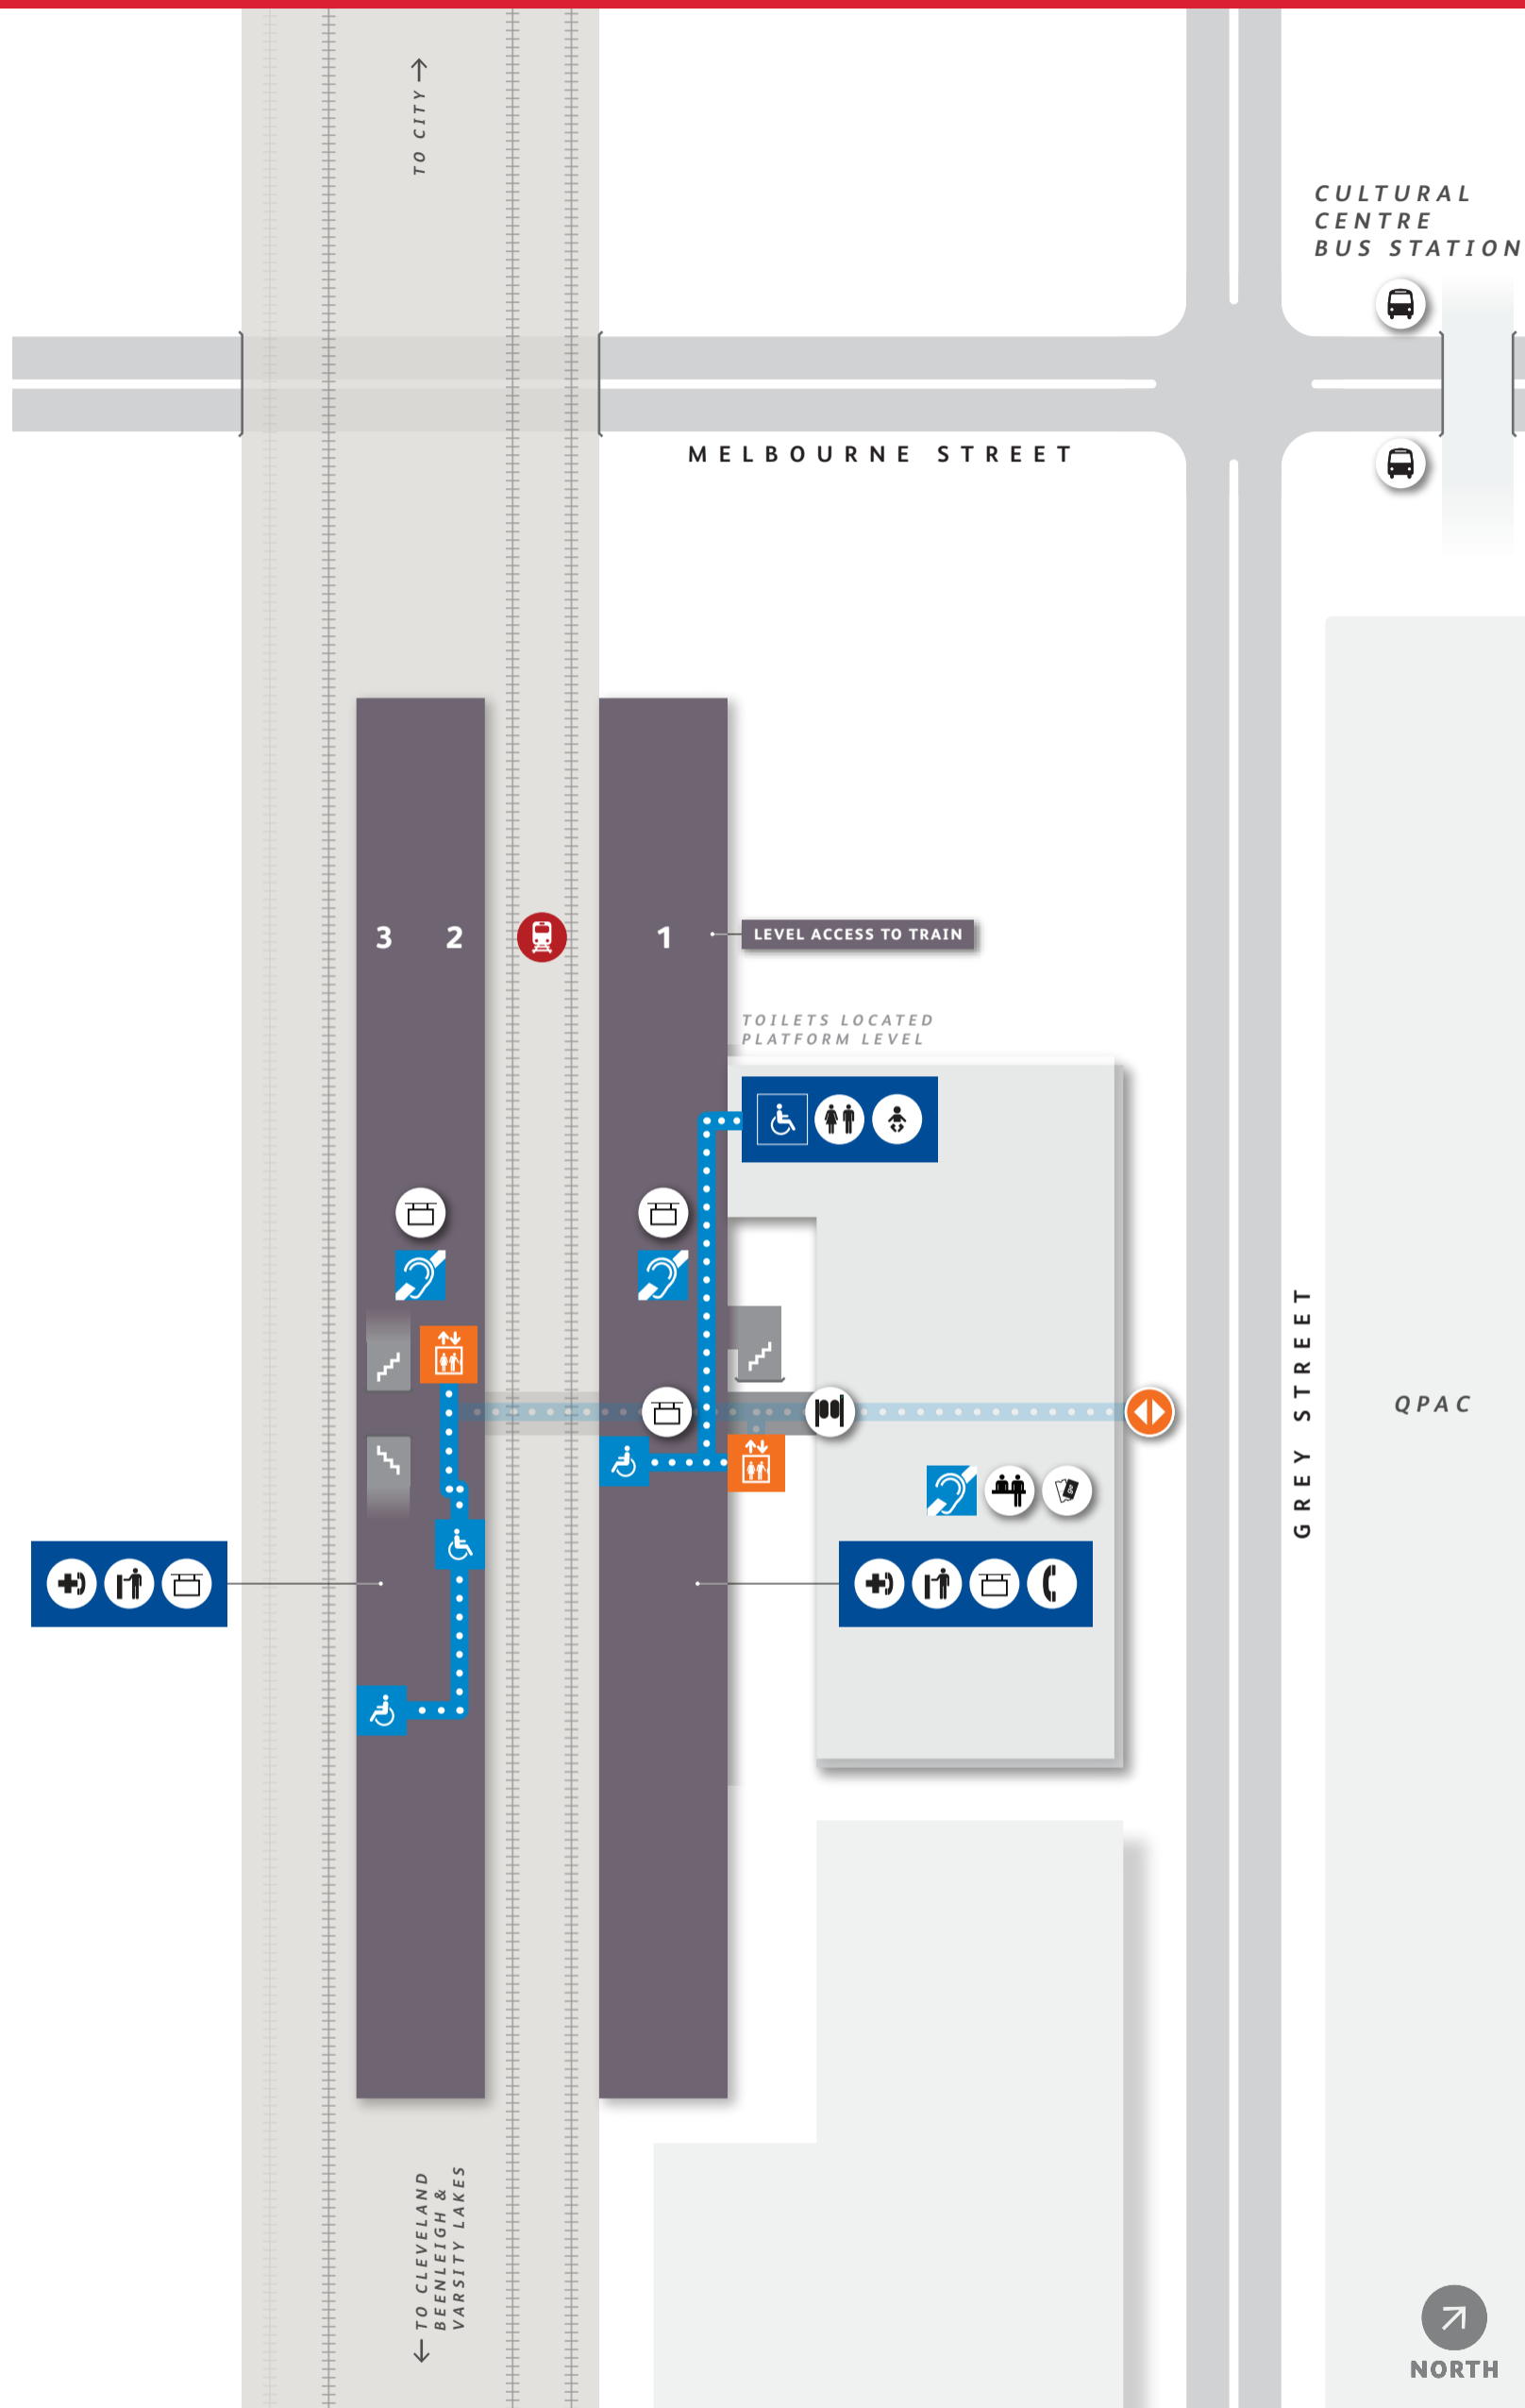 TO CITY
CULTURAL
CENTRE
BUS STATION
MELBOURNE STREET
3
2
1
LEVEL ACCESS TO TRAIN
TOILETS LOCATED
PLATFORM LEVEL
GREY STREET
QPAC
TO CLEVELAND
BEENLEIGH &
VARSITY LAKES
NORTH